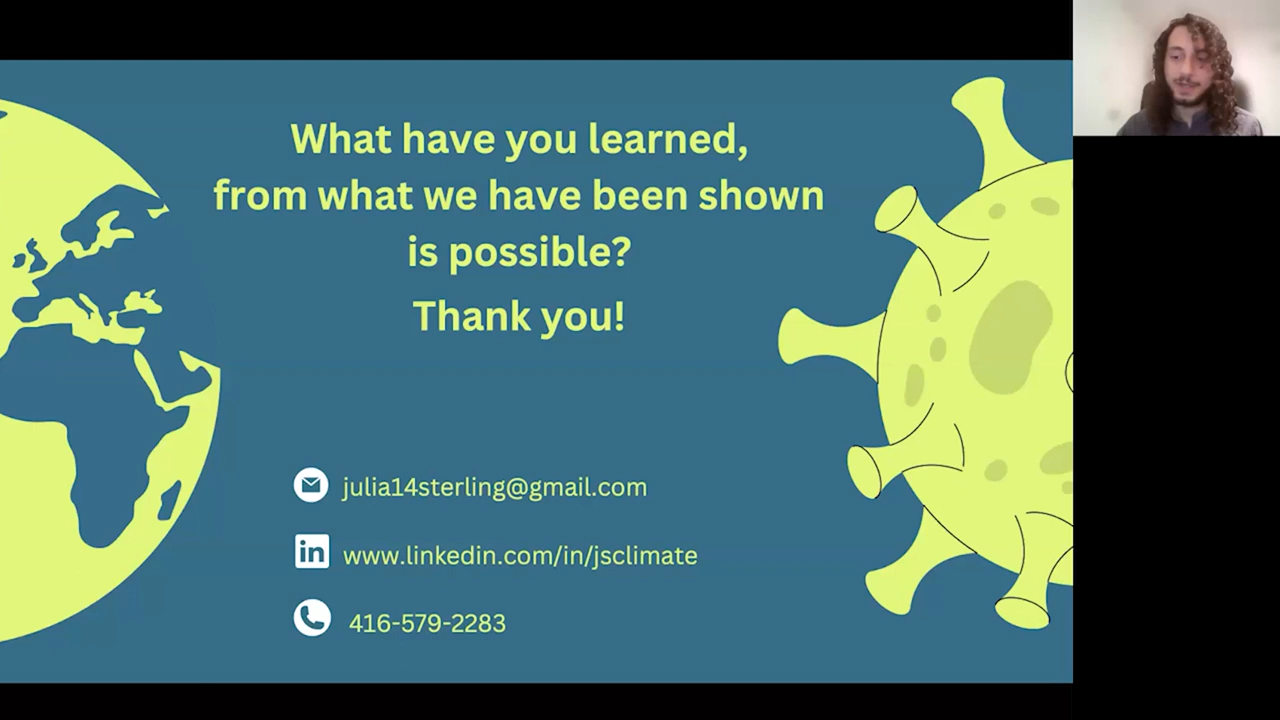 What have you learned,
from what we have been shown
is possible?
Thank you!
julia14sterling@gmail.com
in www.linkedin.com/in/jsclimate
416-579-2283